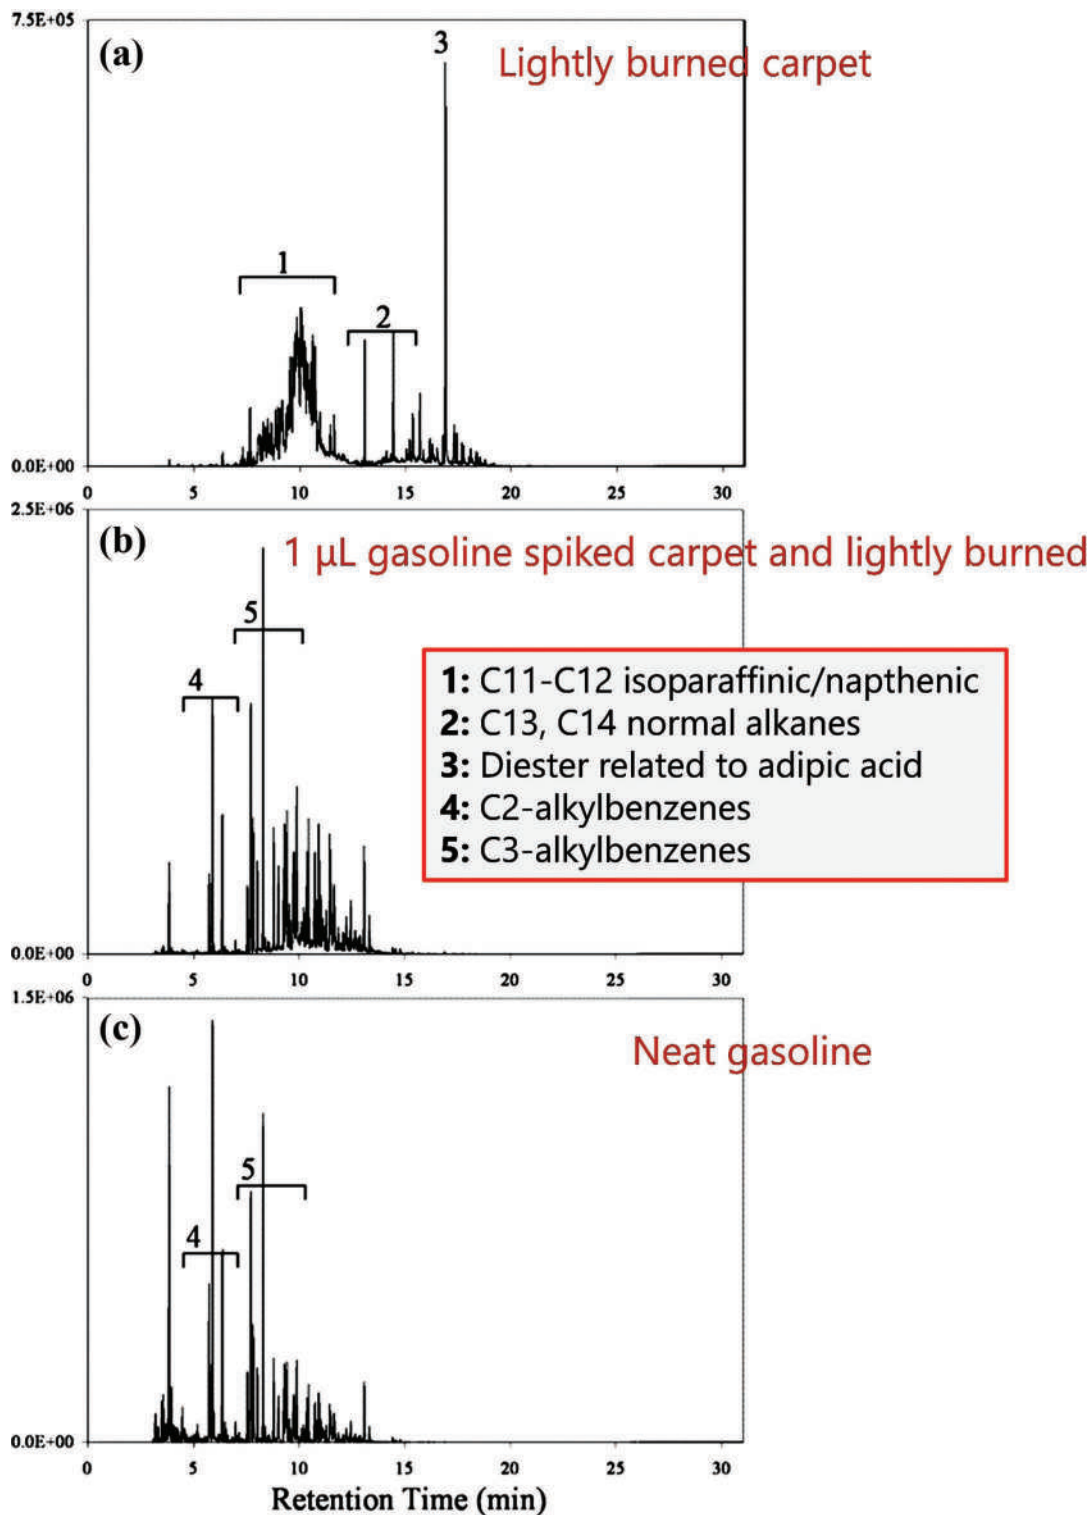 7.5E+05
(a)
3
Lightly burned carpet
1
2
0.0E+00
0 5 10 15 20 25 30
2.5E+06
(b)
1 µL gasoline spiked carpet and lightly burned
5
4
1: C11-C12 isoparaffinic/napthenic
2: C13, C14 normal alkanes
3: Diester related to adipic acid
4: C2-alkylbenzenes
5: C3-alkylbenzenes
0.0E+00
0 5 10 15 20 25 30
1.5E+06
(c)
Neat gasoline
5
4
0.0E+00
0 5 10 15 20 25 30
Retention Time (min)